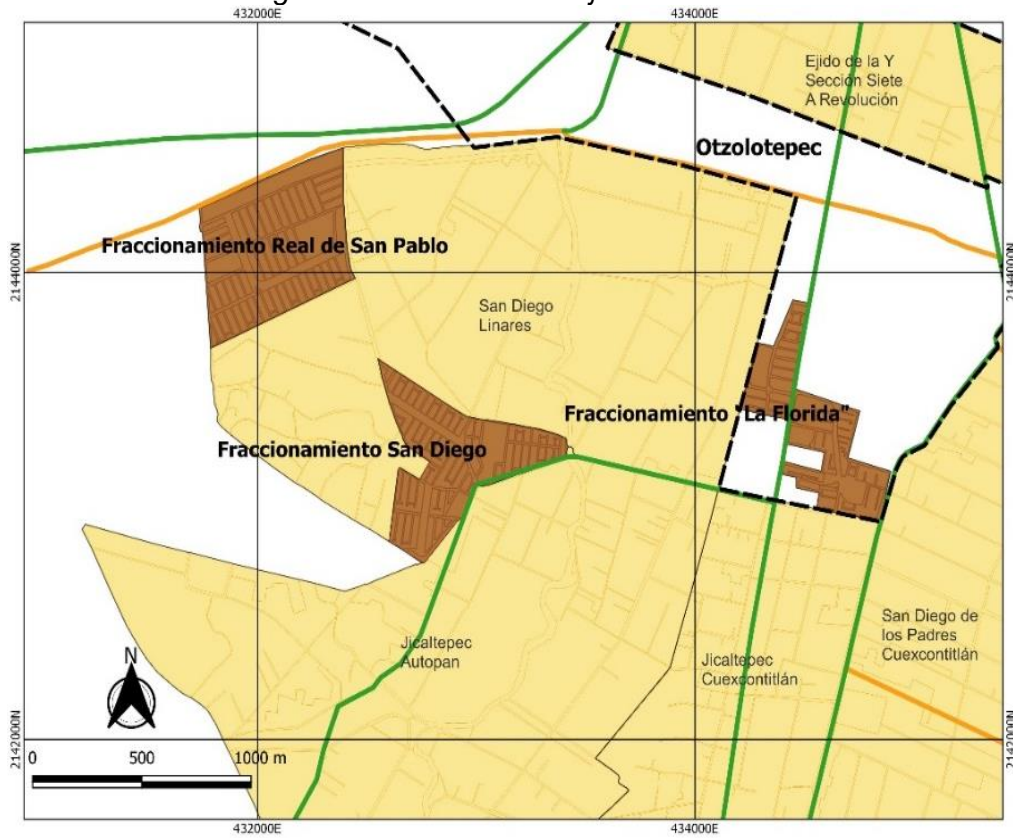 432000E
434000E
Ejido de la Y
Sección Siete
A Revolución
Otzolotepec
Fraccionamiento Real de San Pablo
2144000N
2144000N
San Diego
Linares
Fraccionamiento "La Florida"
Fraccionamiento San Diego
San Diego de
los Padres
Cuexcontitlán
Jicaltepec
Autopan
Jicaltepec
Cuexcontitlán
N
2142000N
2142000N
0 500 1000 m
432000E
434000E